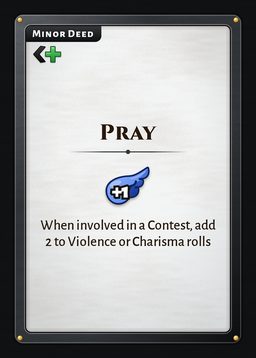 Minor Deed
Pray
+1
When involved in a Contest, add
2 to Violence or Charisma rolls